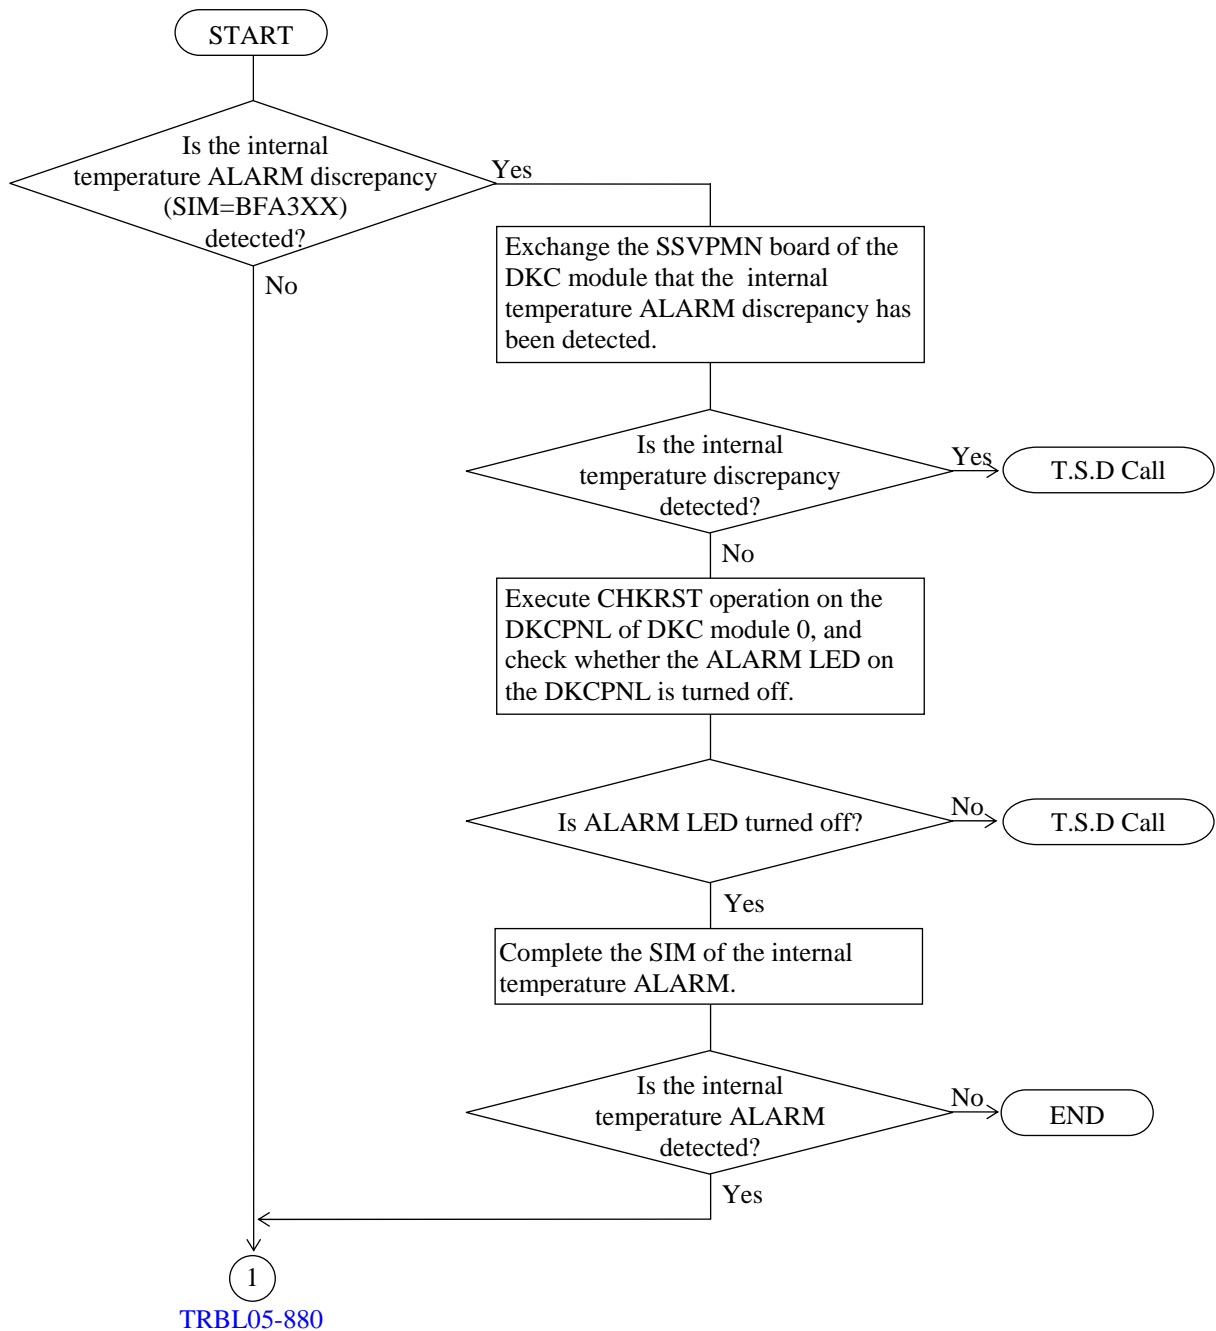 START
Is the internal
temperature ALARM discrepancy
(SIM=BFA3XX)
detected?
Yes
No
Exchange the SSVPMN board of the
DKC module that the internal
temperature ALARM discrepancy has
been detected.
Is the internal
temperature discrepancy
detected?
Yes
T.S.D Call
No
Execute CHKRST operation on the
DKCPNL of DKC module 0, and
check whether the ALARM LED on
the DKCPNL is turned off.
Is ALARM LED turned off?
No
T.S.D Call
Yes
Complete the SIM of the internal
temperature ALARM.
Is the internal
temperature ALARM
detected?
No
END
Yes
1
TRBL05-880